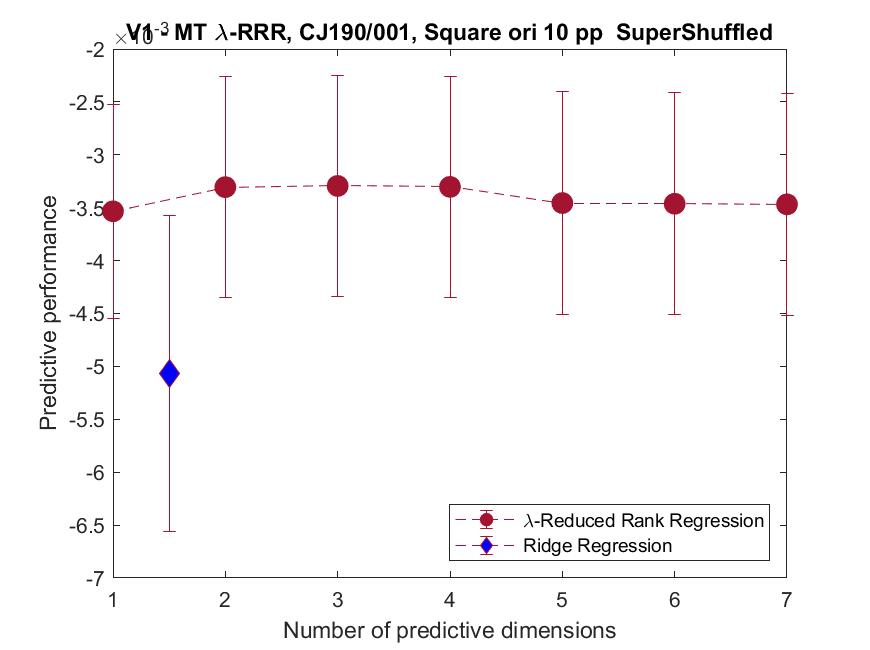 V1 - MT λ-RRR, CJ190/001, Square ori 10 pp  SuperShuffled
×10^-3
-2
-2.5
-3
-3.5
-4
-4.5
-5
-5.5
-6
-6.5
-7
Predictive performance
λ-Reduced Rank Regression
Ridge Regression
1 2 3 4 5 6 7
Number of predictive dimensions